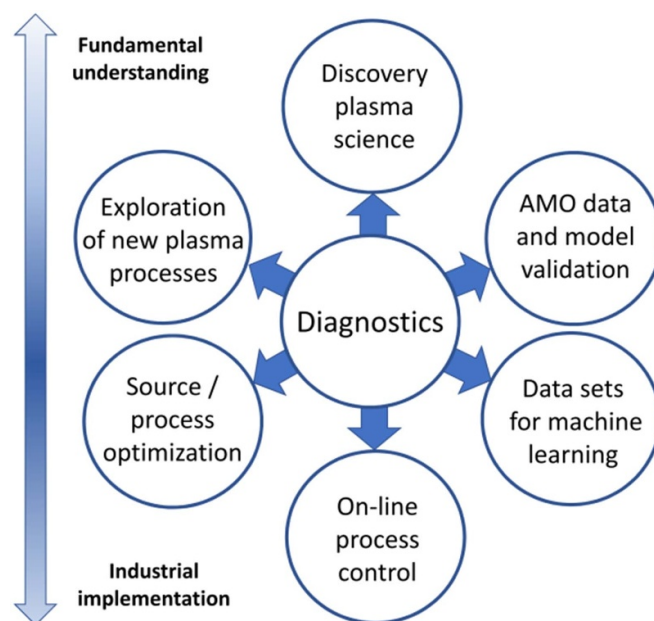 Fundamental
understanding
Discovery
plasma
science
Exploration
of new plasma
processes
AMO data
and model
validation
Diagnostics
Source /
process
optimization
Data sets
for machine
learning
On-line
process
control
Industrial
implementation